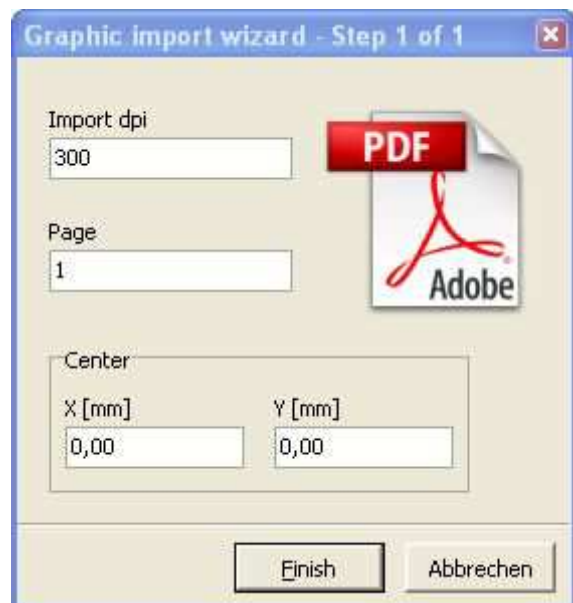 Graphic import wizard - Step 1 of 1
Import dpi
300
PDF
Page
1
Adobe
Center
X [mm] Y [mm]
0,00 0,00
Finish Abbrechen